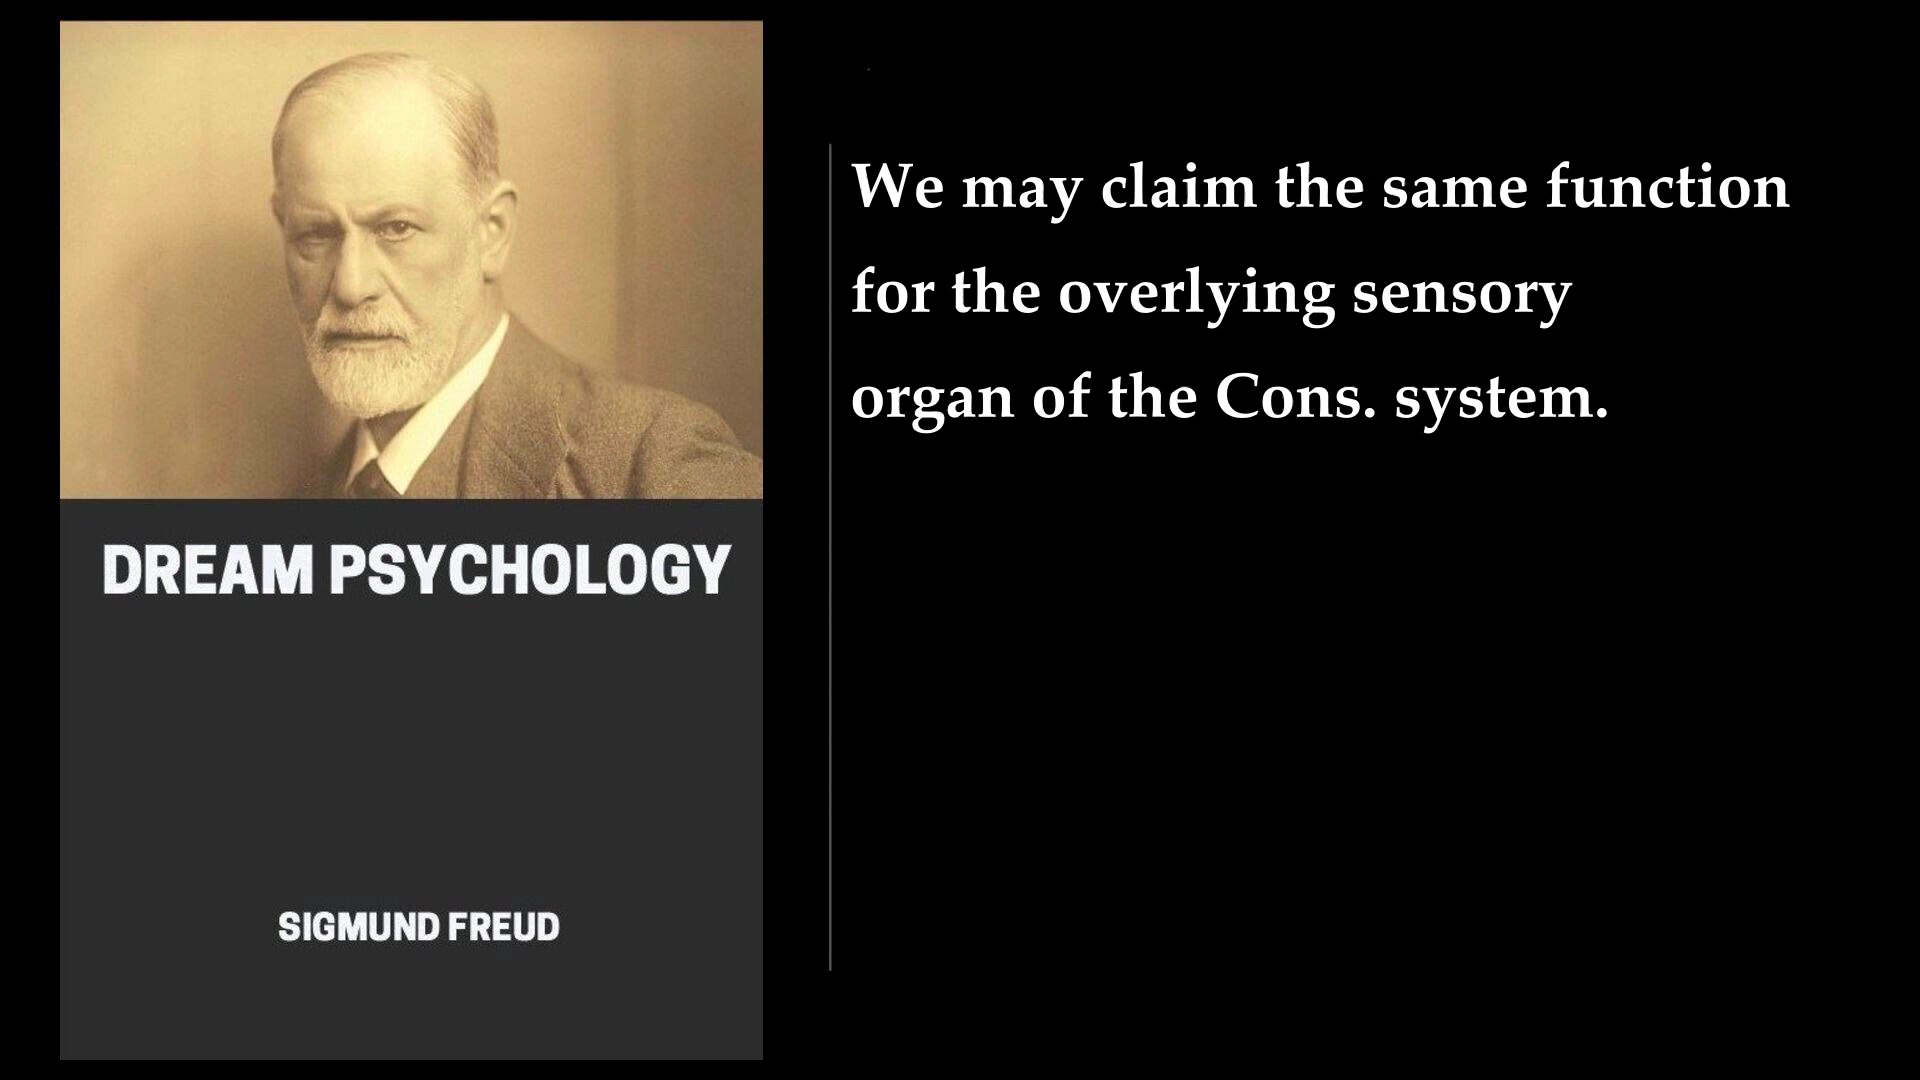 DREAM PSYCHOLOGY
SIGMUND FREUD
We may claim the same function
for the overlying sensory
organ of the Cons. system.